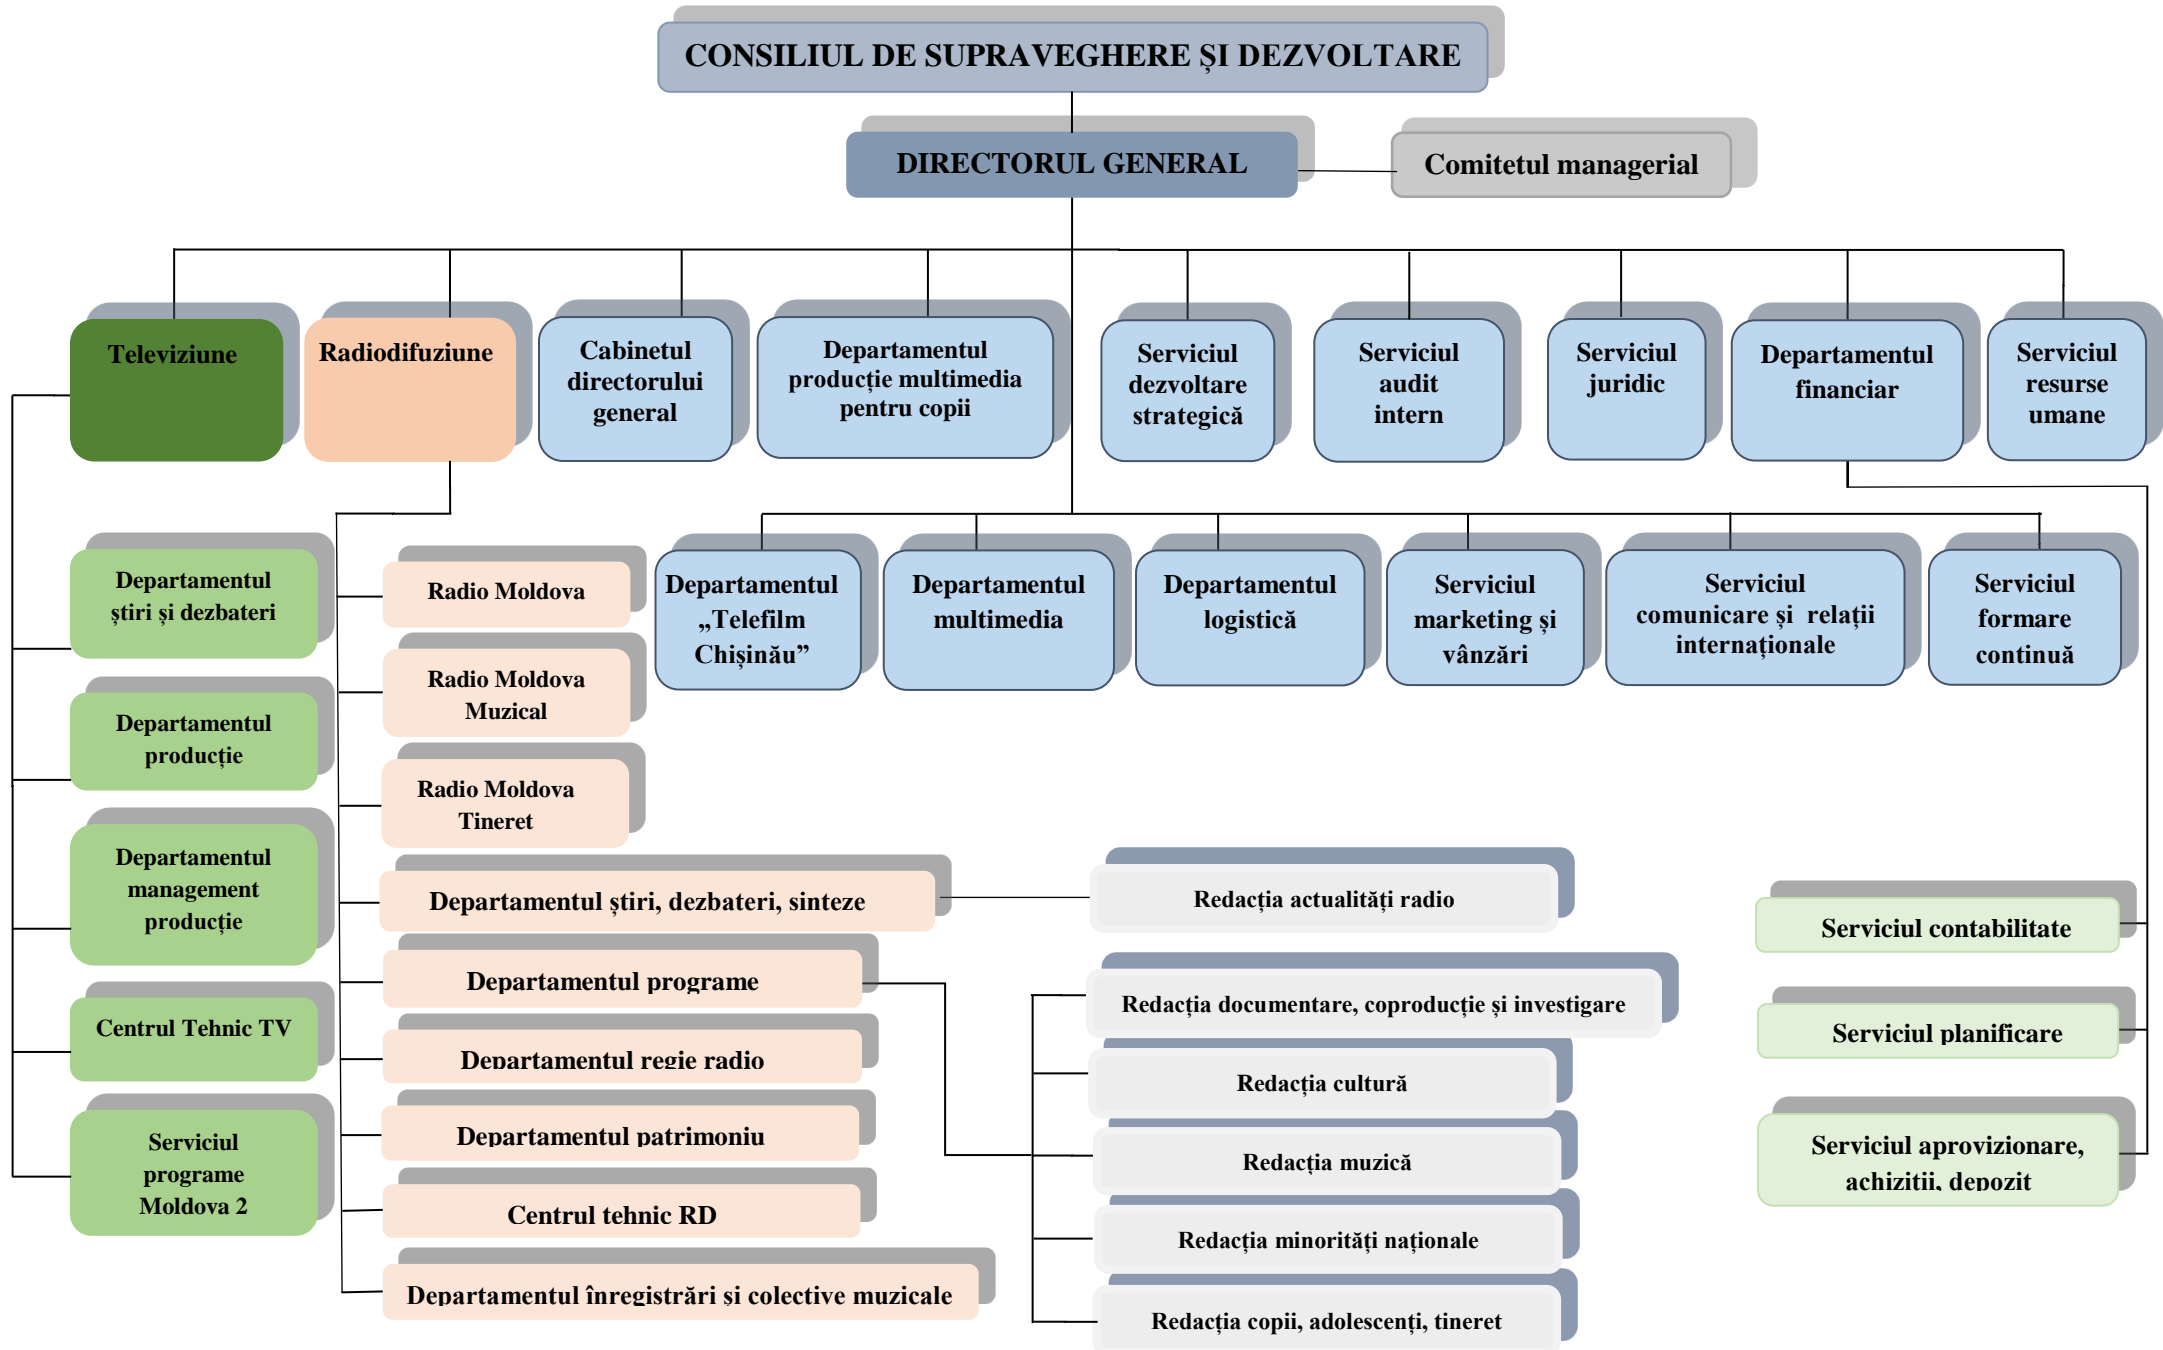 CONSILIUL DE SUPRAVEGHERE ȘI DEZVOLTARE
DIRECTORUL GENERAL
Comitetul managerial
Televiziune
Radiodifuziune
Cabinetul
directorului
general
Departamentul
producție multimedia
pentru copii
Serviciul
dezvoltare
strategică
Serviciul
audit
intern
Serviciul
juridic
Departamentul
financiar
Serviciul
resurse
umane
Departamentul
„Telefilm
Chișinău”
Departamentul
multimedia
Departamentul
logistică
Serviciul
marketing și
vânzări
Serviciul
comunicare și relații
internaționale
Serviciul
formare
continuă
Departamentul
știri și dezbateri
Departamentul
producție
Departamentul
management
producție
Centrul Tehnic TV
Serviciul
programe
Moldova 2
Radio Moldova
Radio Moldova
Muzical
Radio Moldova
Tineret
Departamentul știri, dezbateri, sinteze
Departamentul programe
Departamentul regie radio
Departamentul patrimoniu
Centrul tehnic RD
Departamentul înregistrări și colective muzicale
Redacția actualități radio
Redacția documentare, coproducție și investigare
Redacția cultură
Redacția muzică
Redacția minorități naționale
Redacția copii, adolescenți, tineret
Serviciul contabilitate
Serviciul planificare
Serviciul aprovizionare,
achiziții, depozit